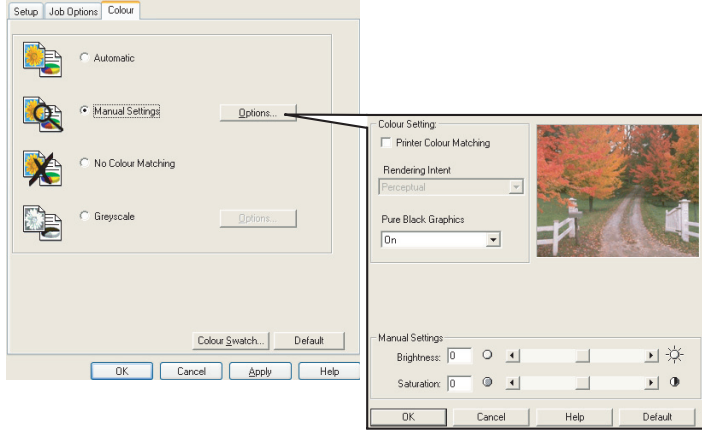 Setup Job Options Colour
Automatic
Manual Settings Options...
No Colour Matching
Greyscale Options...
Colour Swatch... Default
OK Cancel Apply Help
Colour Setting:
Printer Colour Matching
Rendering Intent
Perceptual
Pure Black Graphics
On
Manual Settings
Brightness: 0
Saturation: 0
OK Cancel Help Default